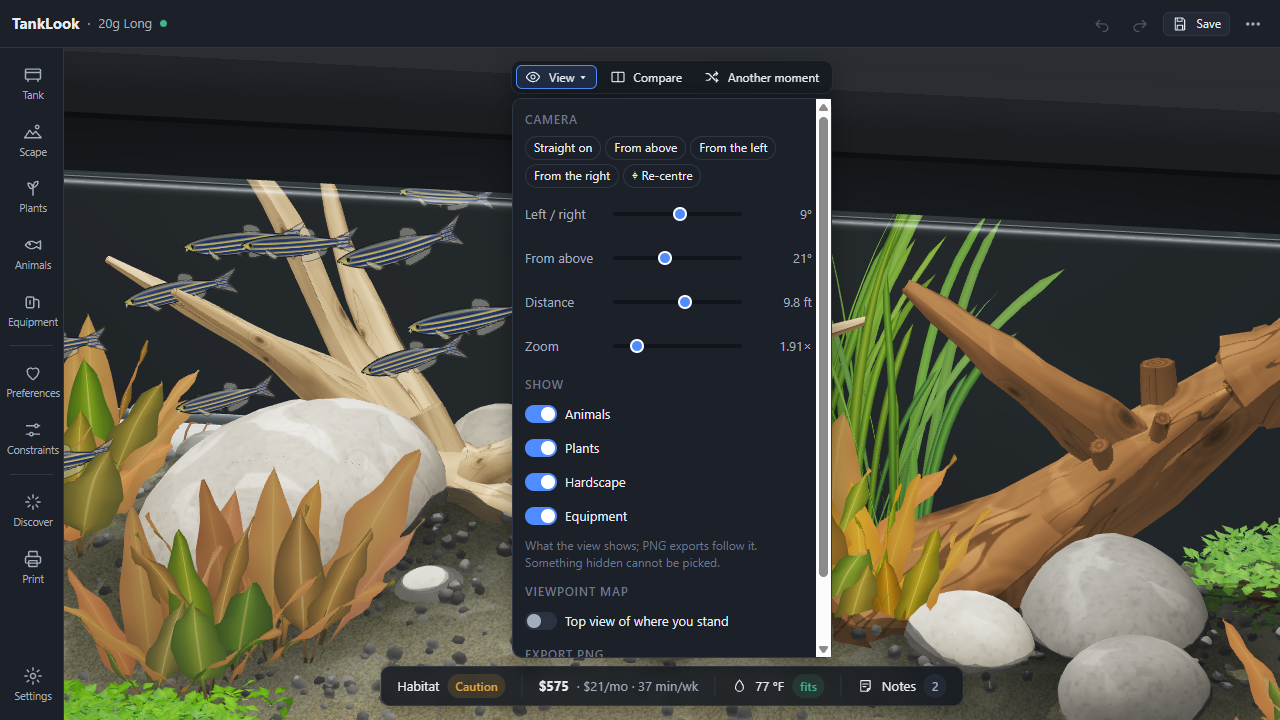 TankLook · 20g Long
Save
View Compare Another moment
Tank
Scape
Plants
Animals
Equipment
Preferences
Constraints
Discover
Print
Settings
CAMERA
Straight on From above From the left
From the right ⌖ Re-centre
Left / right 9°
From above 21°
Distance 9.8 ft
Zoom 1.91×
SHOW
Animals
Plants
Hardscape
Equipment
What the view shows; PNG exports follow it.
Something hidden cannot be picked.
VIEWPOINT MAP
Top view of where you stand
EXPORT PNG
Habitat Caution $575 · $21/mo · 37 min/wk 77 °F fits Notes 2